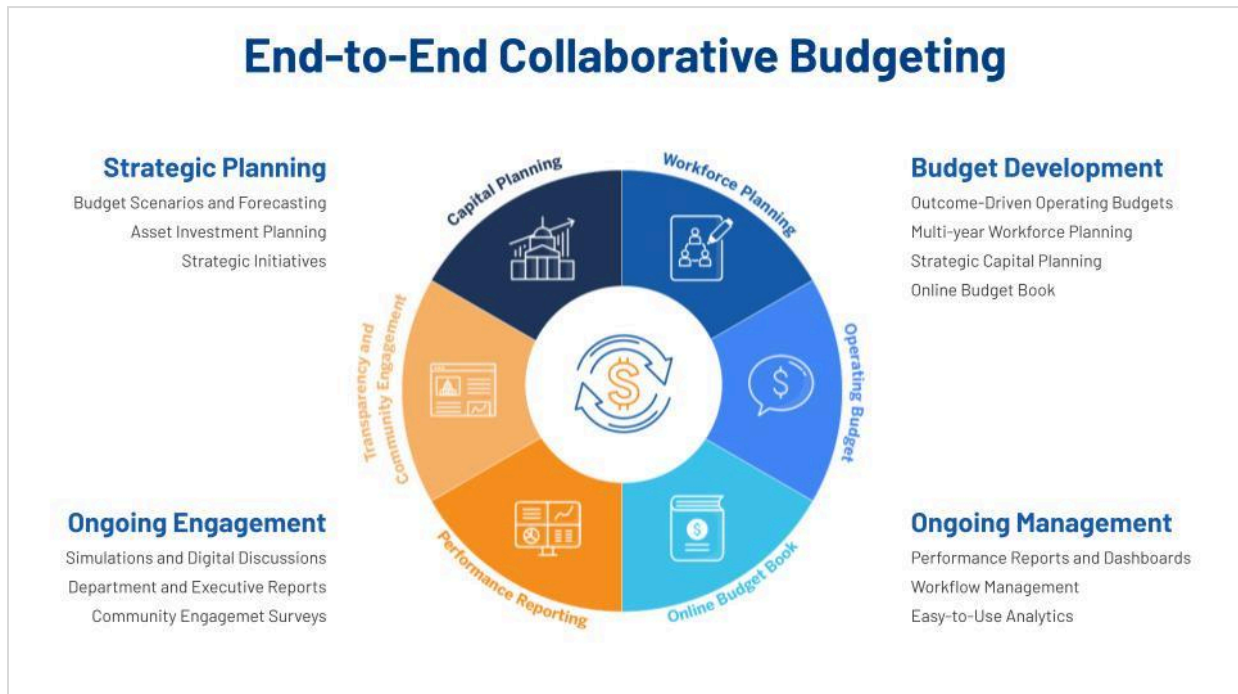 End-to-End Collaborative Budgeting
Strategic Planning
Budget Scenarios and Forecasting
Asset Investment Planning
Strategic Initiatives
Capital Planning
Workforce Planning
Budget Development
Outcome-Driven Operating Budgets
Multi-year Workforce Planning
Strategic Capital Planning
Online Budget Book
Transparency and
Community Engagement
$
$
Operating Budget
Ongoing Engagement
Simulations and Digital Discussions
Department and Executive Reports
Community Engagemet Surveys
Performance Reporting
$
Online Budget Book
Ongoing Management
Performance Reports and Dashboards
Workflow Management
Easy-to-Use Analytics